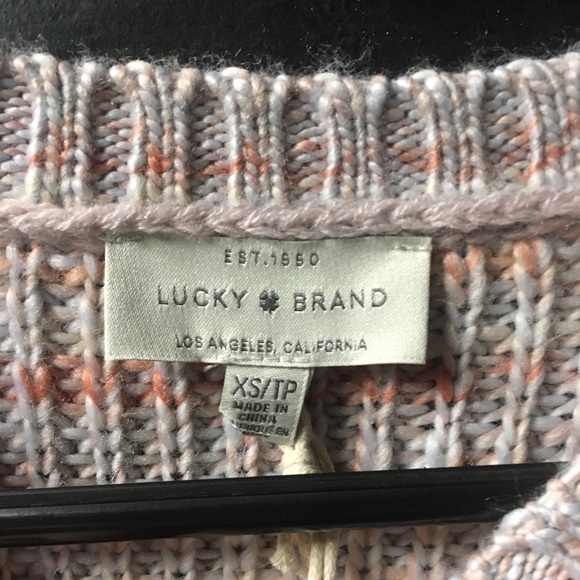 EST.1990
LUCKY BRAND
LOS ANGELES, CALIFORNIA
XS/TP
MADE IN
CHINA